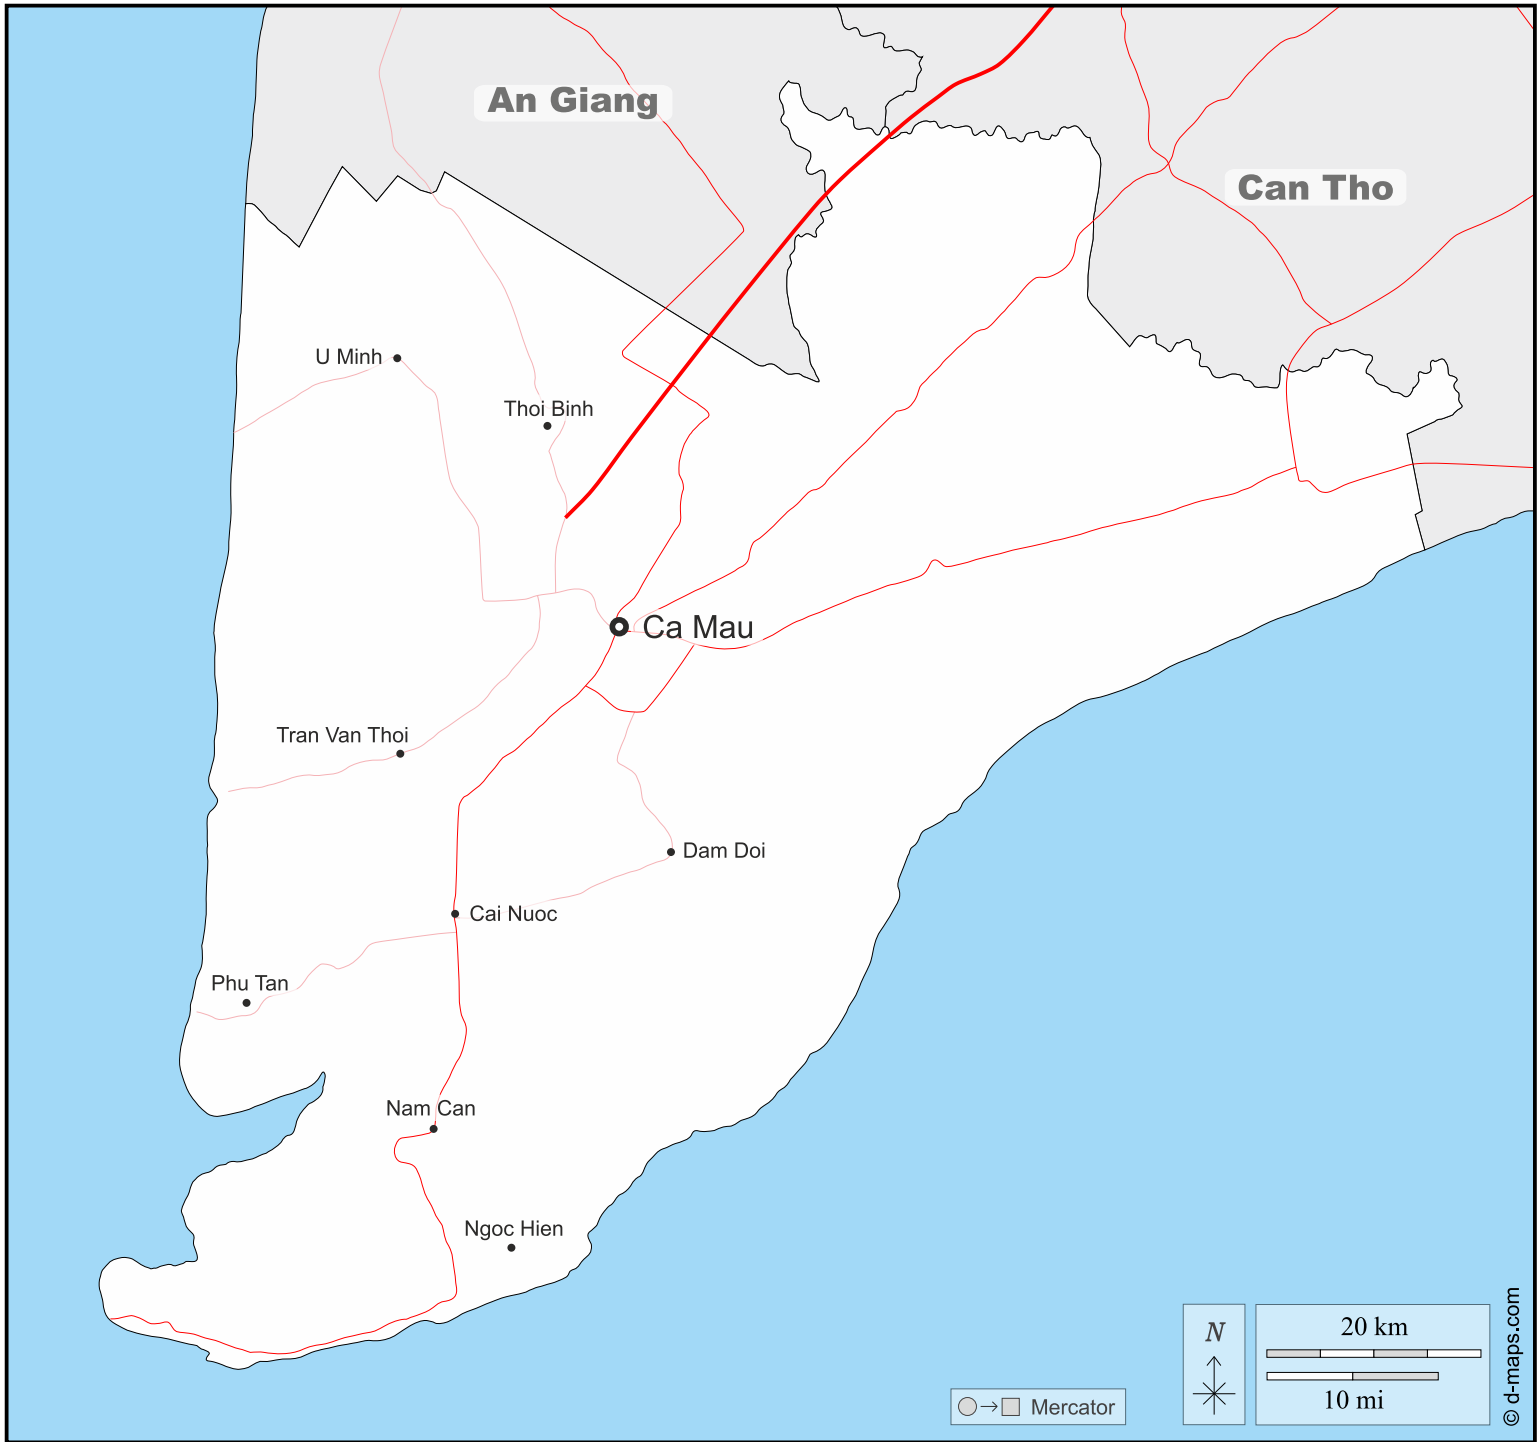 An Giang
Can Tho
U Minh
Thoi Binh
Ca Mau
Tran Van Thoi
Dam Doi
Cai Nuoc
Phu Tan
Nam Can
Ngoc Hien
N
20 km
10 mi
Mercator
© d-maps.com